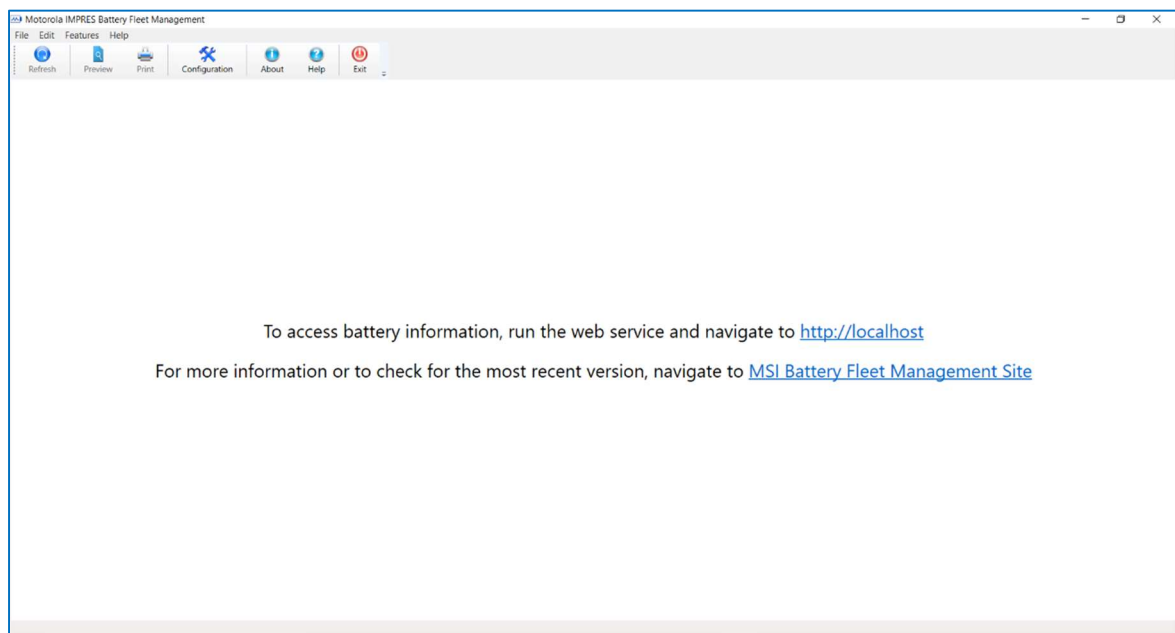 Motorola IMPRES Battery Fleet Management
File Edit Features Help
Refresh Preview Print Configuration About Help Exit
To access battery information, run the web service and navigate to http://localhost
For more information or to check for the most recent version, navigate to MSI Battery Fleet Management Site